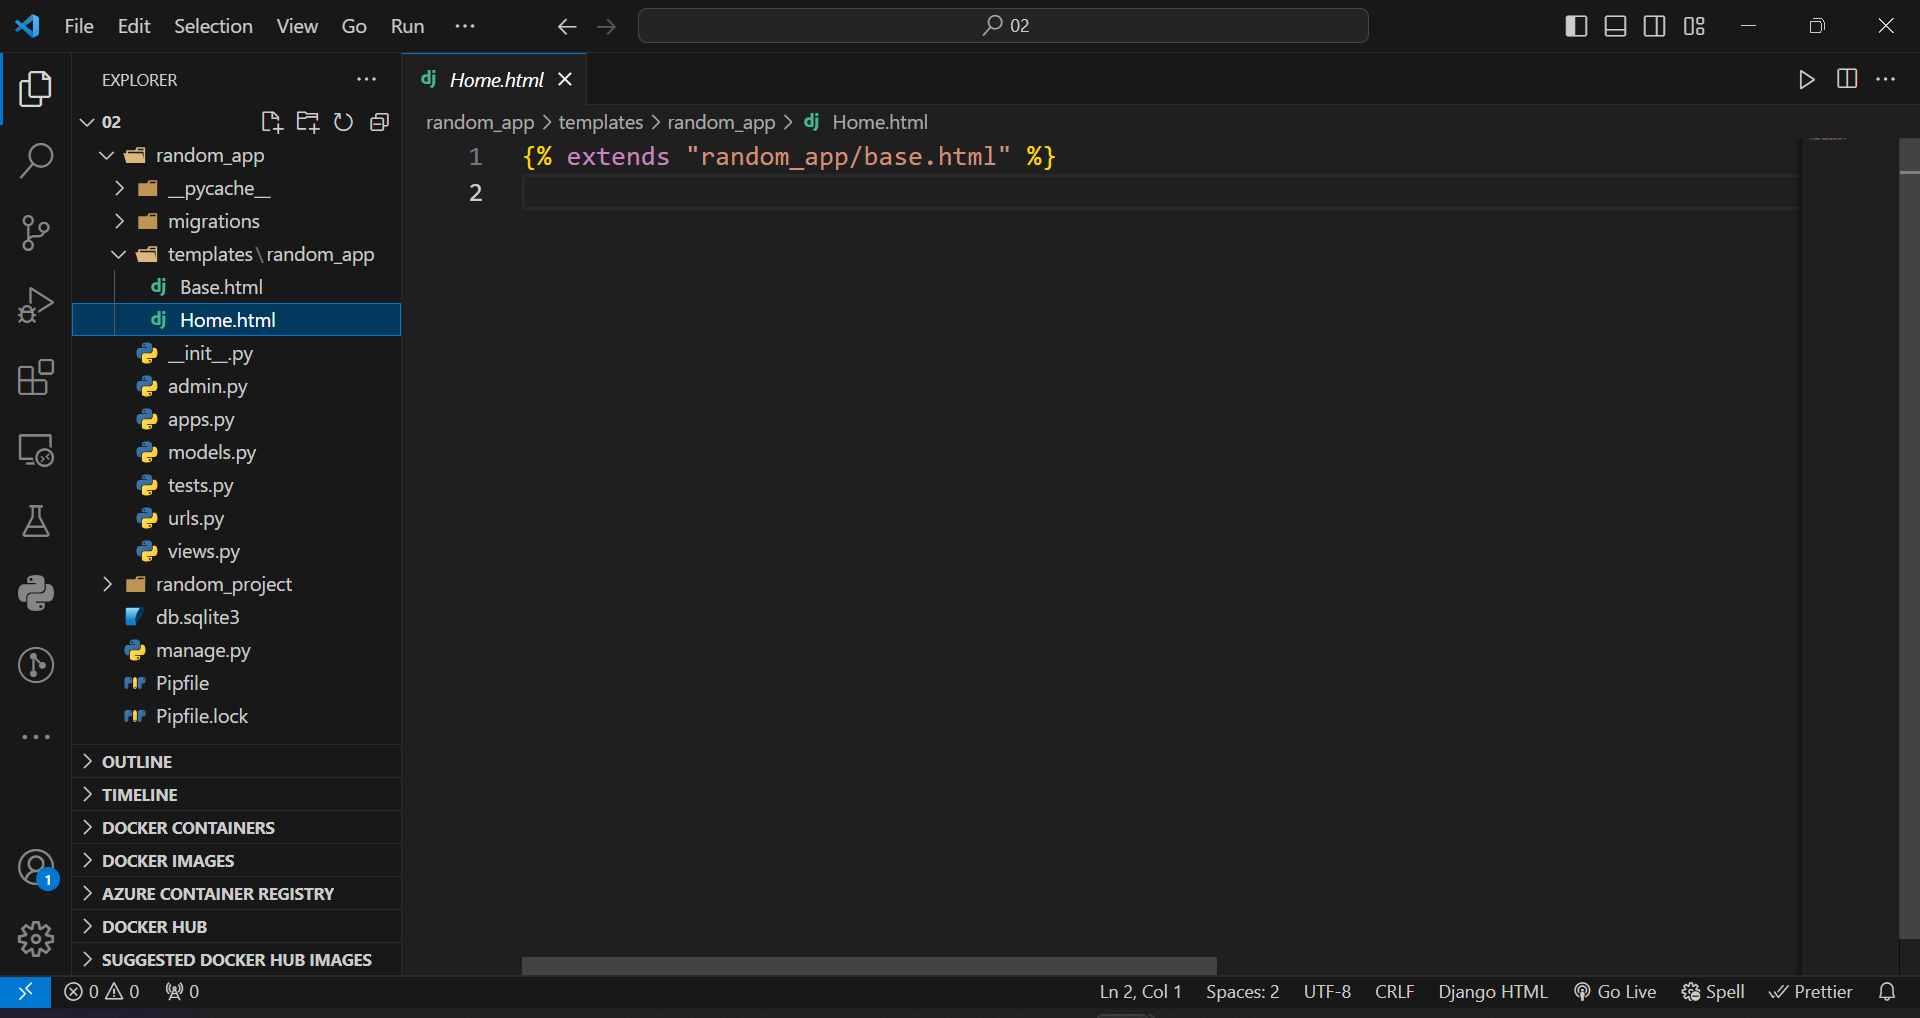 File Edit Selection View Go Run
02
EXPLORER
02
random_app
__pycache__
migrations
templates\random_app
Base.html
Home.html
__init__.py
admin.py
apps.py
models.py
tests.py
urls.py
views.py
random_project
db.sqlite3
manage.py
Pipfile
Pipfile.lock
OUTLINE
TIMELINE
DOCKER CONTAINERS
DOCKER IMAGES
AZURE CONTAINER REGISTRY
DOCKER HUB
SUGGESTED DOCKER HUB IMAGES
1
dj Home.html
random_app > templates > random_app > dj Home.html
1 {% extends "random_app/base.html" %}
2
0 0 0 Ln 2, Col 1 Spaces: 2 UTF-8 CRLF Django HTML Go Live Spell Prettier